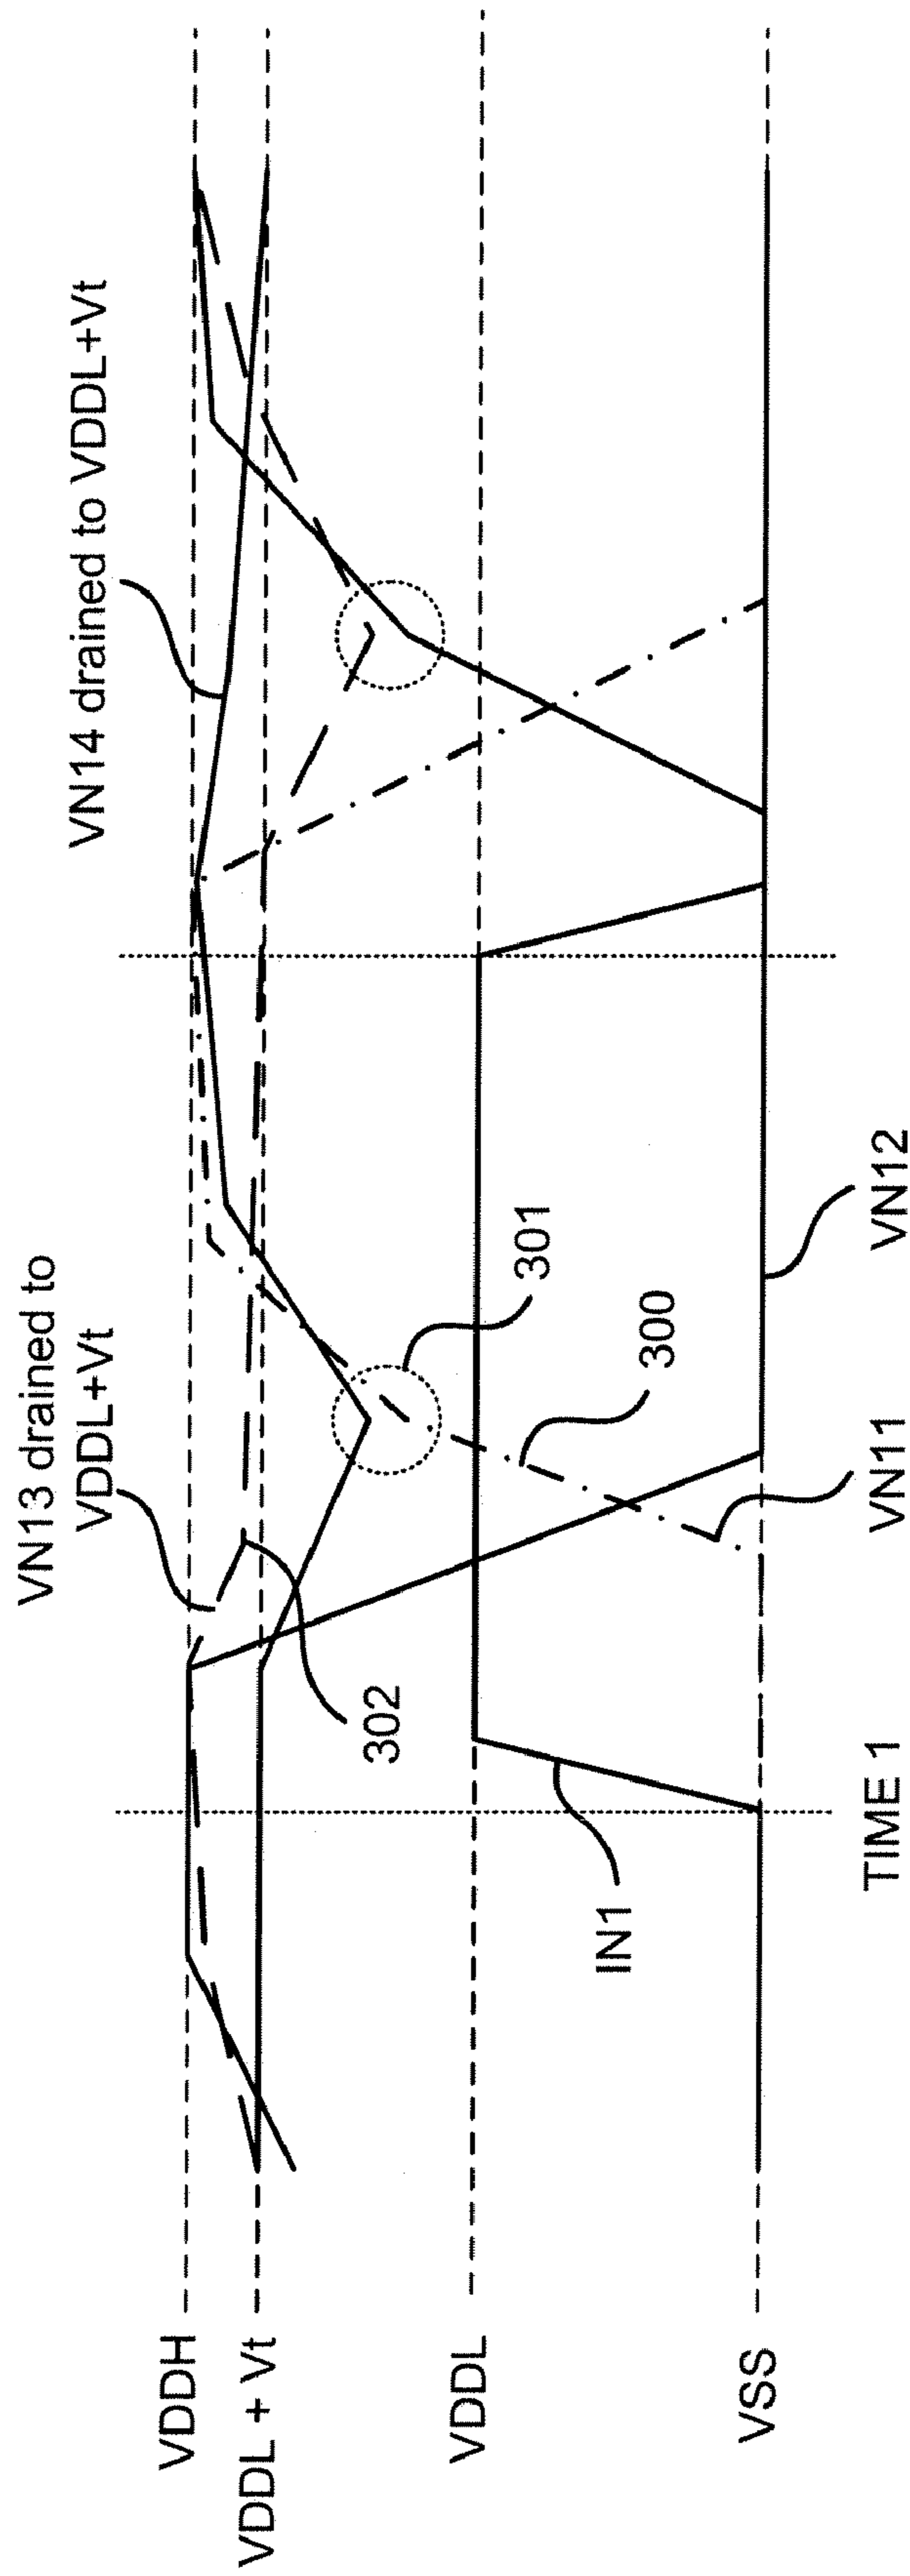 VN13 drained to
VDDL+Vt
VN14 drained to VDDL+Vt
VDDH
VDDL + Vt
VDDL
VSS
302
301
300
IN1
TIME 1
VN11
VN12